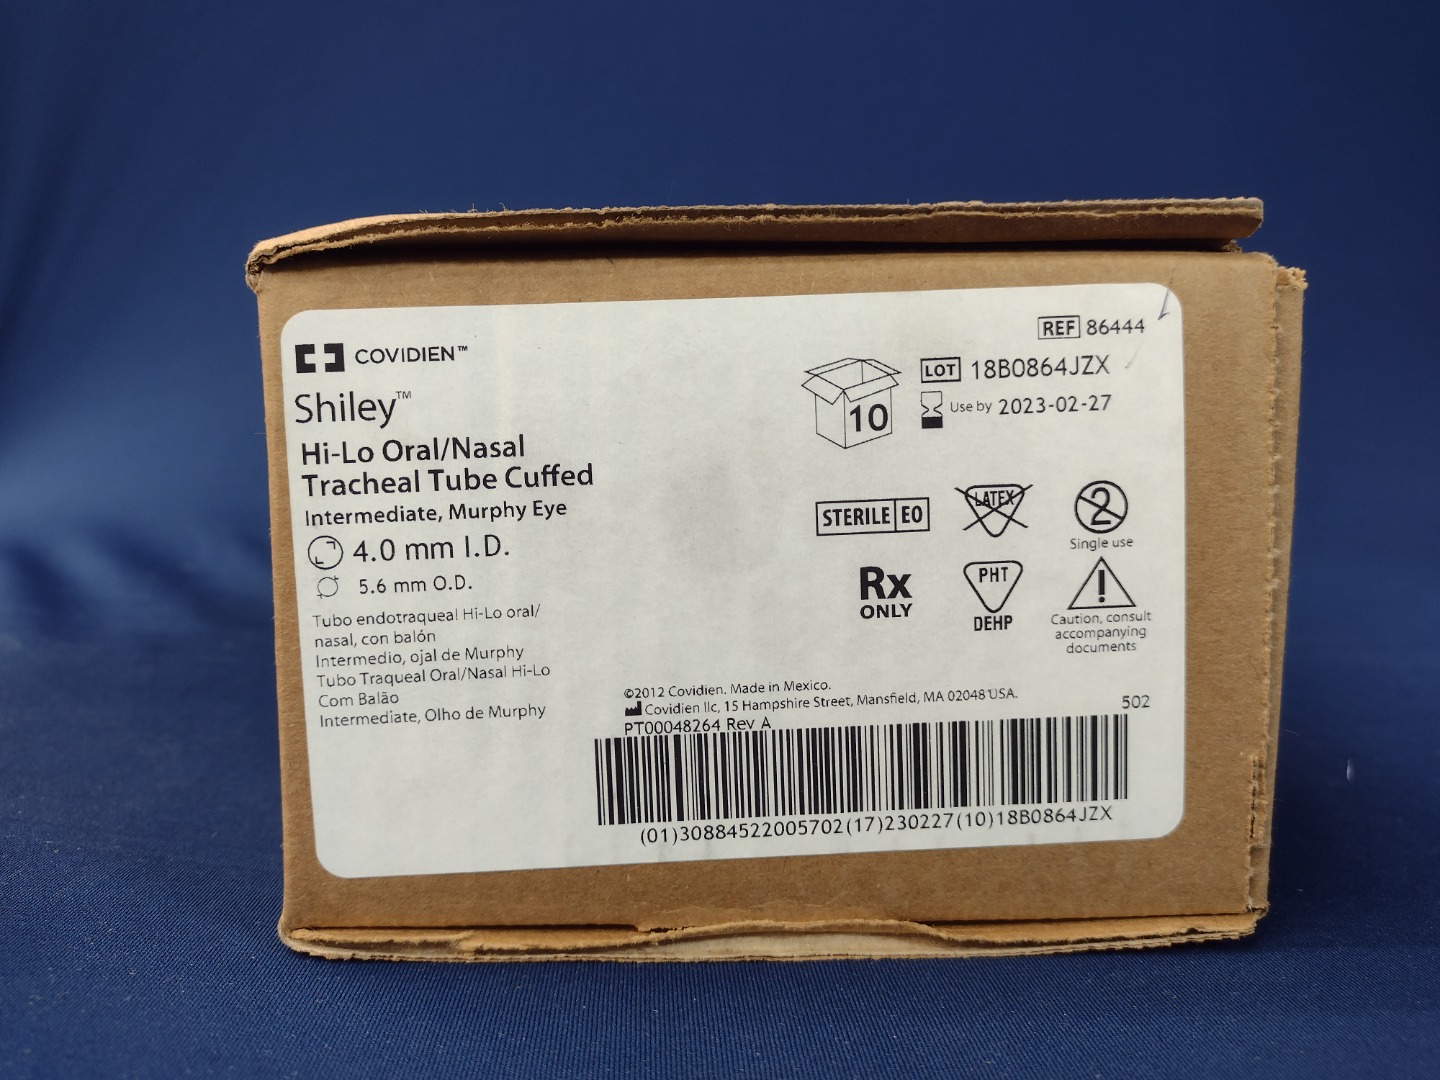 COVIDIEN™
Shiley™
Hi-Lo Oral/Nasal
Tracheal Tube Cuffed
Intermediate, Murphy Eye
4.0 mm I.D.
5.6 mm O.D.
Tubo endotraqueal Hi-Lo oral/
nasal, con balón
Intermedio, ojal de Murphy
Tubo Traqueal Oral/Nasal Hi-Lo
Com Balão
Intermediate, Olho de Murphy
REF 86444
10
LOT 18B0864JZX
Use by 2023-02-27
STERILE EO
LATEX
2
Single use
Rx
ONLY
PHT
DEHP
!
Caution, consult
accompanying
documents
©2012 Covidien. Made in Mexico.
Covidien llc, 15 Hampshire Street, Mansfield, MA 02048 USA.
PT00048264 Rev A
502
(01)30884522005702(17)230227(10)18B0864JZX